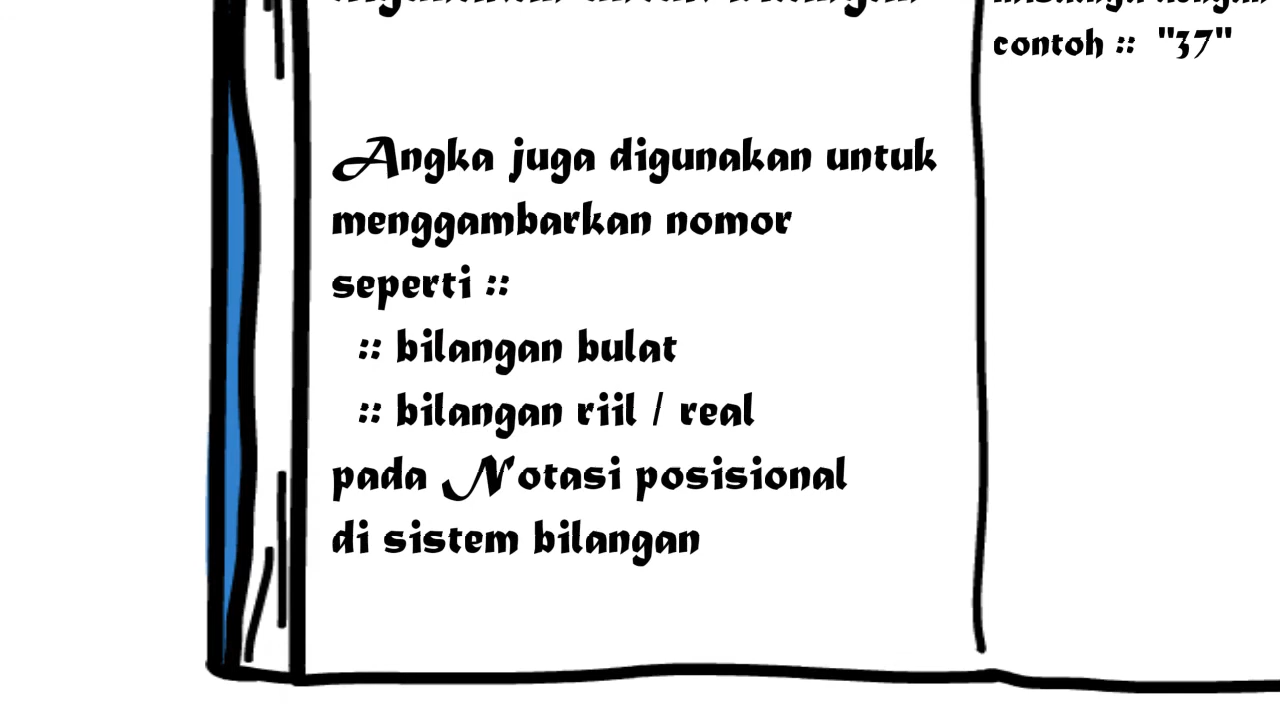 Angka juga digunakan untuk
menggambarkan nomor
seperti ::
:: bilangan bulat
:: bilangan riil / real
pada Notasi posisional
di sistem bilangan
contoh :: "37"